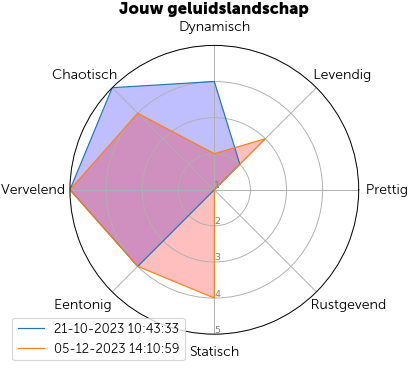 Jouw geluidslandschap
Dynamisch
Chaotisch
Levendig
Vervelend
1
Prettig
2
3
4
Eentonig
Rustgevend
5
Statisch
21-10-2023 10:43:33
05-12-2023 14:10:59